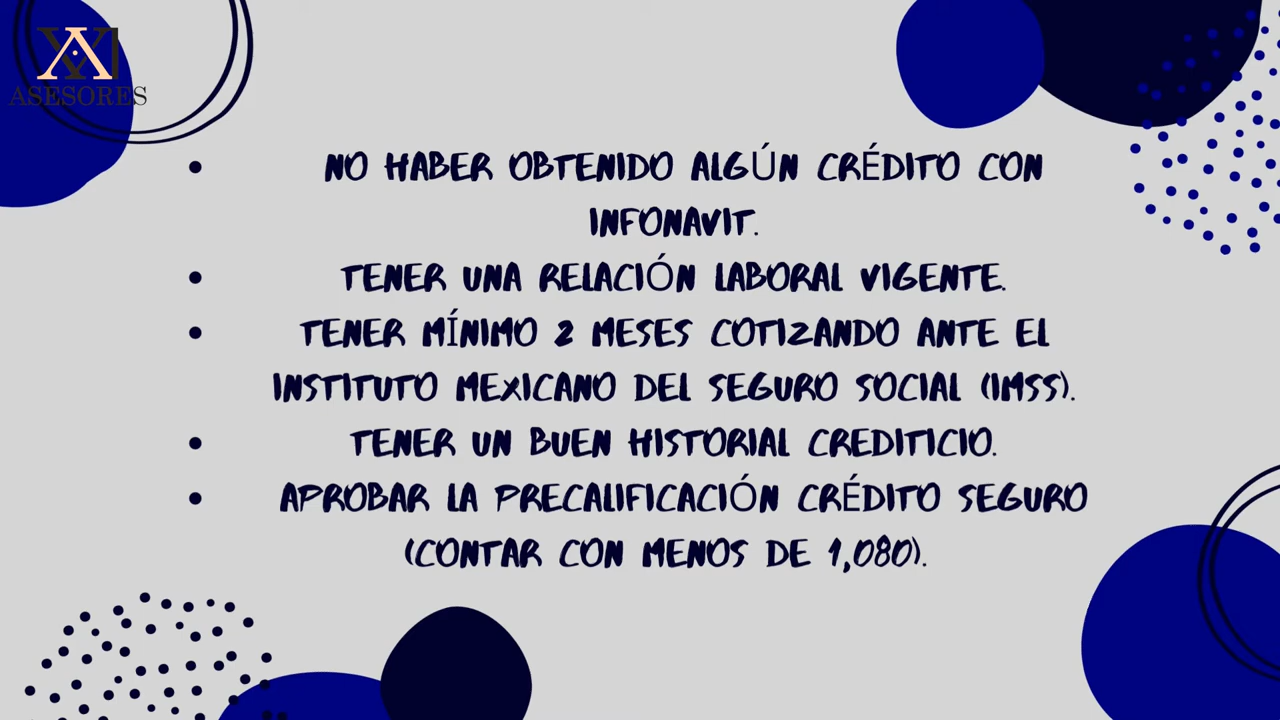 ASESORES
• NO HABER OBTENIDO ALGÚN CRÉDITO CON
INFONAVIT.
• TENER UNA RELACIÓN LABORAL VIGENTE.
• TENER MÍNIMO 2 MESES COTIZANDO ANTE EL
INSTITUTO MEXICANO DEL SEGURO SOCIAL (IMSS).
• TENER UN BUEN HISTORIAL CREDITICIO.
• APROBAR LA PRECALIFICACIÓN CRÉDITO SEGURO
(CONTAR CON MENOS DE 1,080).